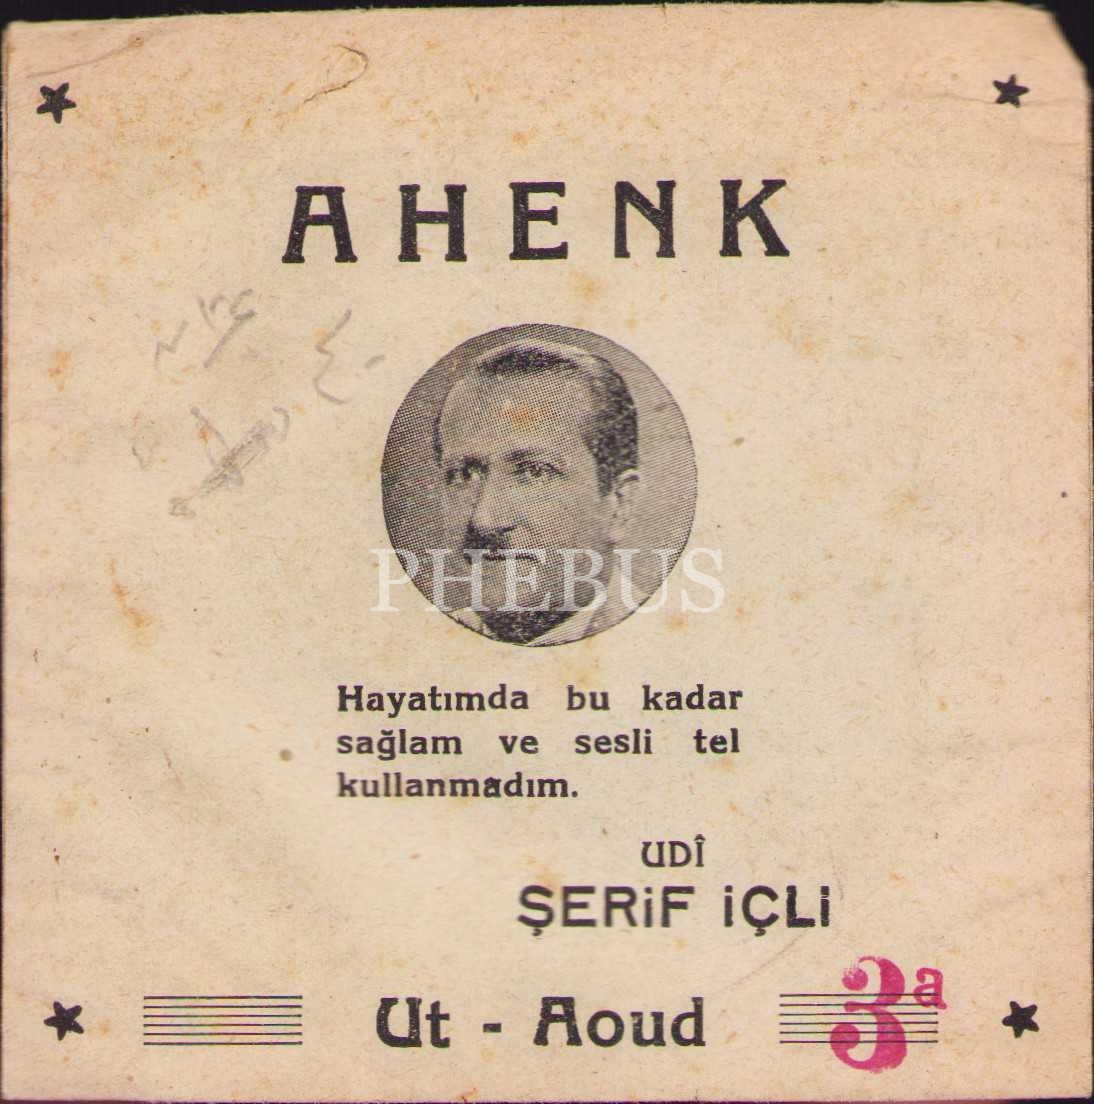 AHENK
PHEBUS
Hayatımda bu kadar
sağlam ve sesli tel
kullanmadım.
UDÎ
ŞERiF iÇLi
Ut - Aoud
3a